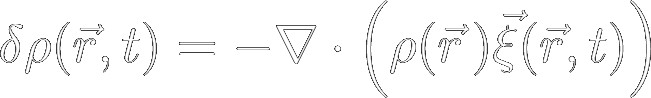 δρ(r⃗, t) = −∇ · (ρ(r⃗)ξ⃗(r⃗, t))